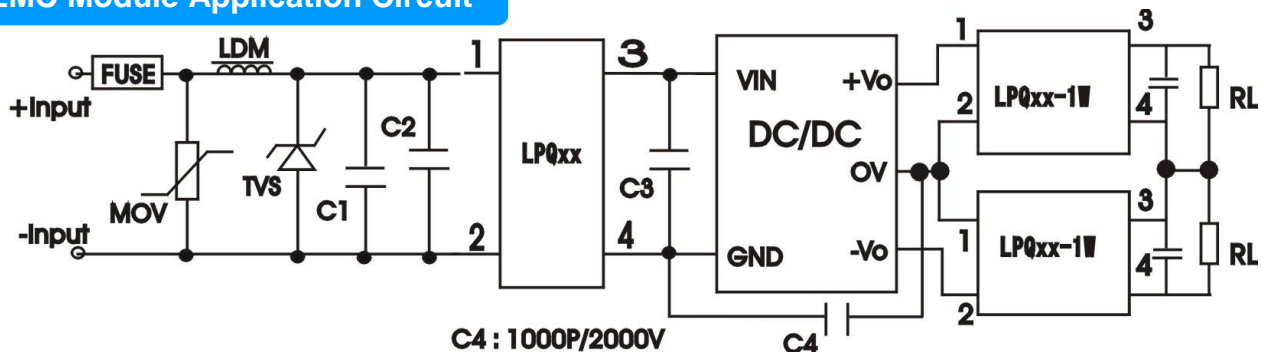 EMC Module Application Circuit
+Input
FUSE
LDM
MOV
TVS
C1
C2
-Input
1
2
LPQxx
3
4
C3
VIN
+Vo
DC/DC
OV
GND
-Vo
C4
C4 : 1000P/2000V
1
2
LPQxx-1W
3
4
RL
1
2
LPQxx-1W
3
4
RL